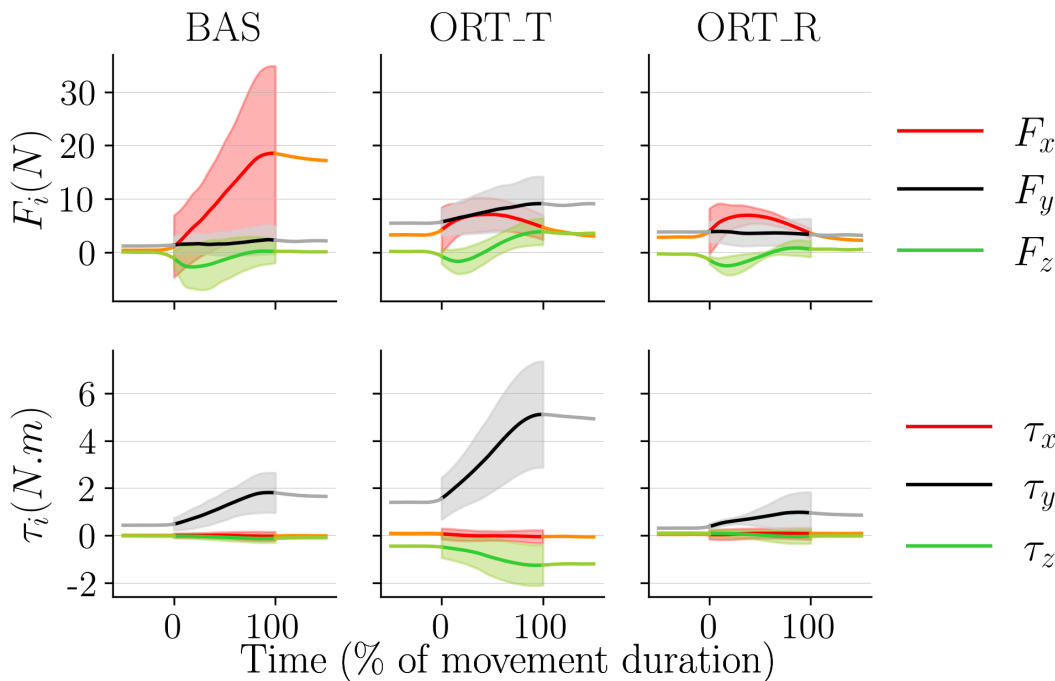 BAS ORT_T ORT_R
F_i(N)
30
20
10
0
F_x
F_y
F_z
τ_i(N.m)
6
4
2
0
-2
τ_x
τ_y
τ_z
0 100 0 100 0 100
Time (% of movement duration)